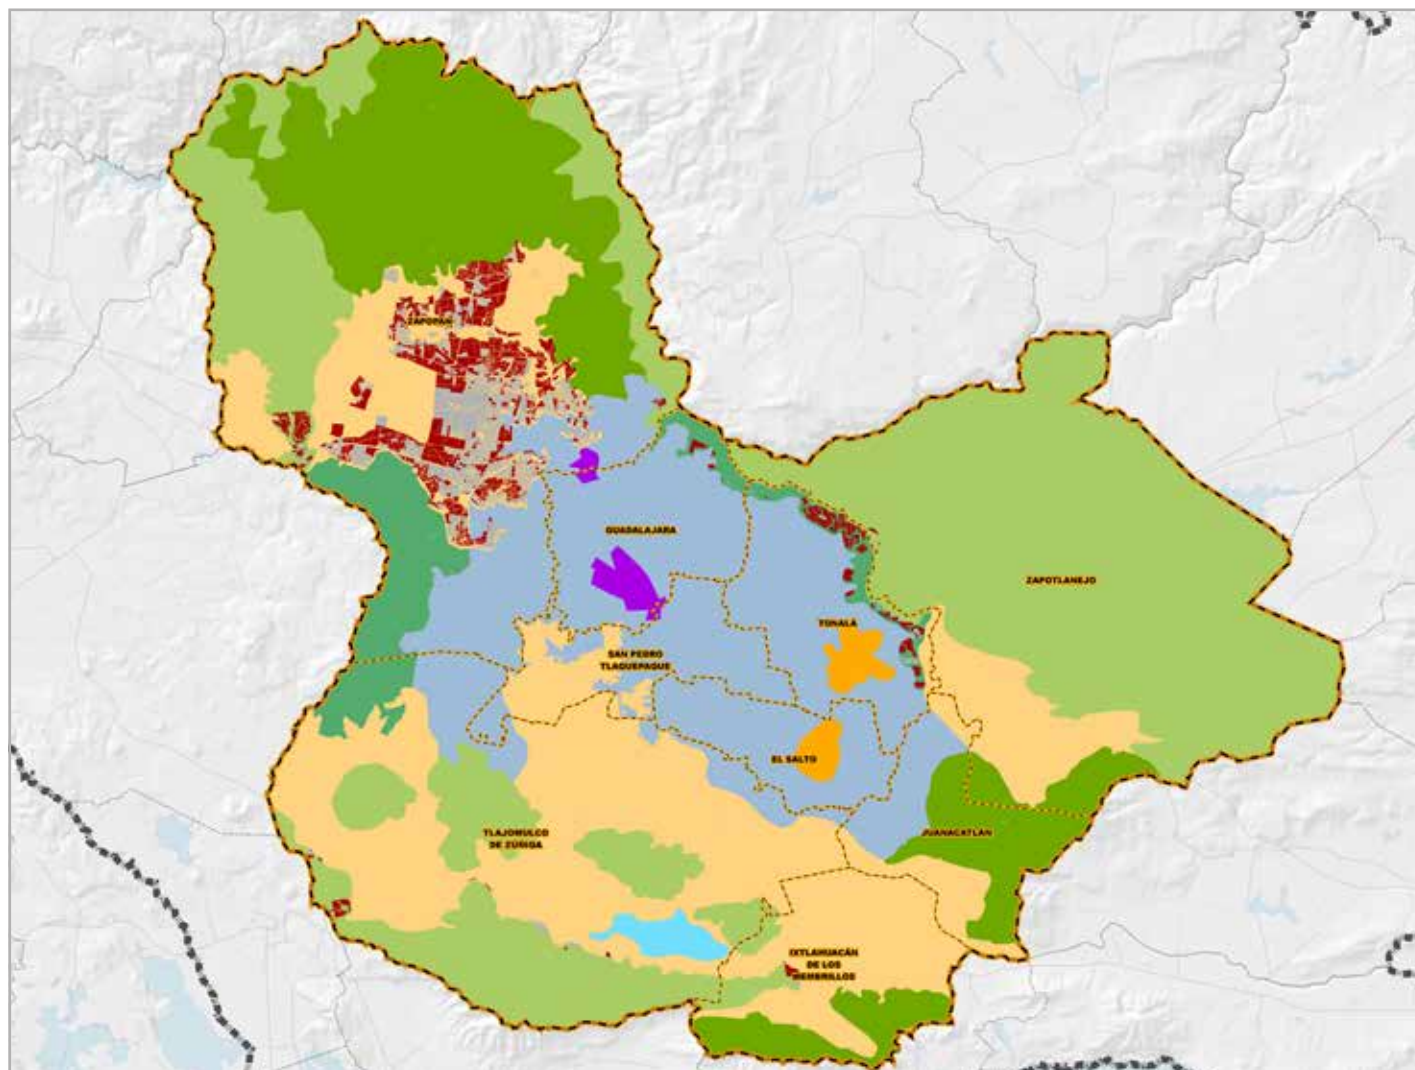 ZAPOPAN
GUADALAJARA
ZAPOTLANEJO
TONALÁ
SAN PEDRO
TLAQUEPAQUE
EL SALTO
TLAJOMULCO
DE ZÚÑIGA
JUANACATLÁN
IXTLAHUACÁN
DE LOS
MEMBRILLOS